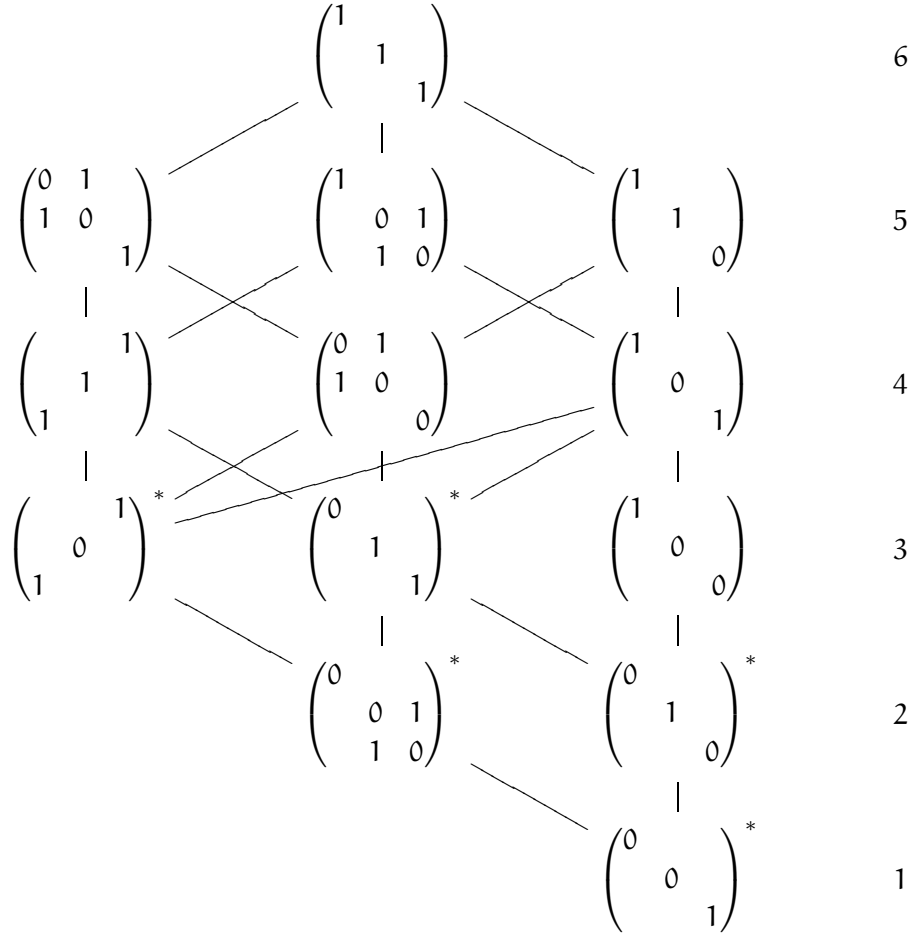 1
1 6
1
0 1 1 1
1 0 0 1 1 5
1 1 0 0
1 0 1 1
1 1 0 0 4
1 0 1
1 * 0 * 1
0 1 0 3
1 1 0
0 * 0 *
0 1 1 2
1 0 0
0 *
0 1
1